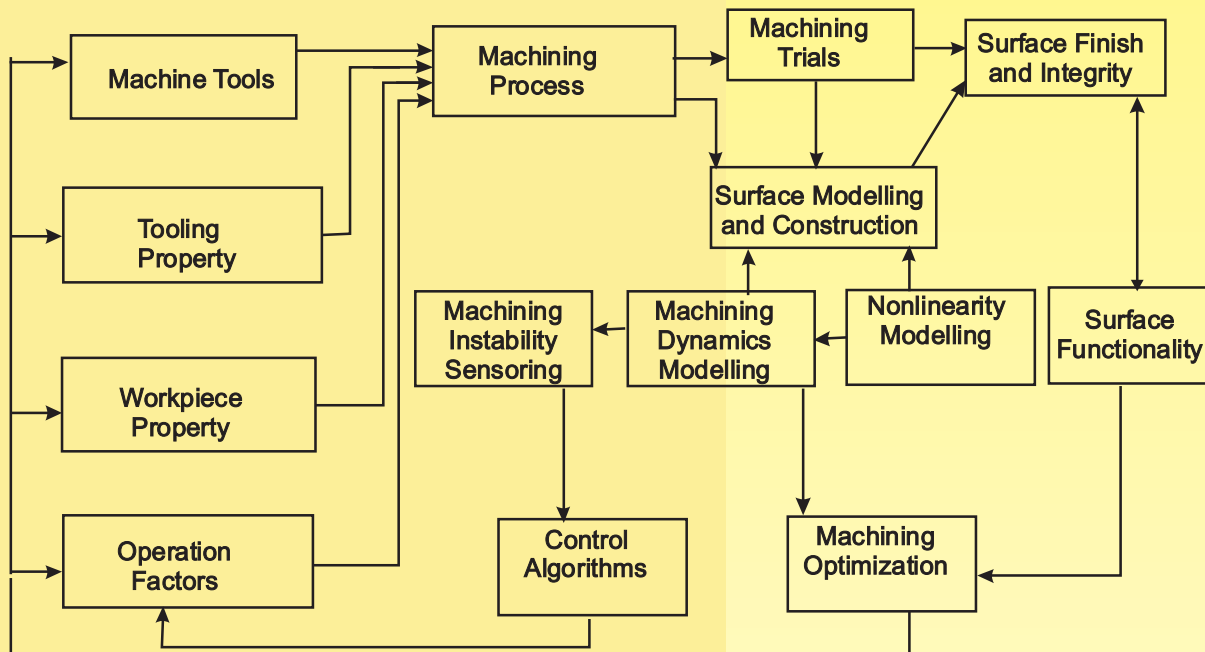 Machine Tools
Machining
Process
Machining
Trials
Surface Finish
and Integrity
Tooling
Property
Surface Modelling
and Construction
Workpiece
Property
Machining
Instability
Sensoring
Machining
Dynamics
Modelling
Nonlinearity
Modelling
Surface
Functionality
Operation
Factors
Control
Algorithms
Machining
Optimization